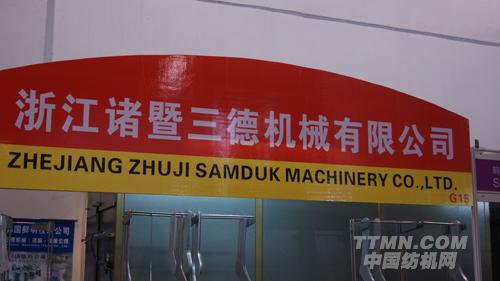 浙江诸暨三德机械有限公司
ZHEJIANG ZHUJI SAMDUK MACHINERY CO.,LTD.
G15
TTMN.COM
中国纺机网